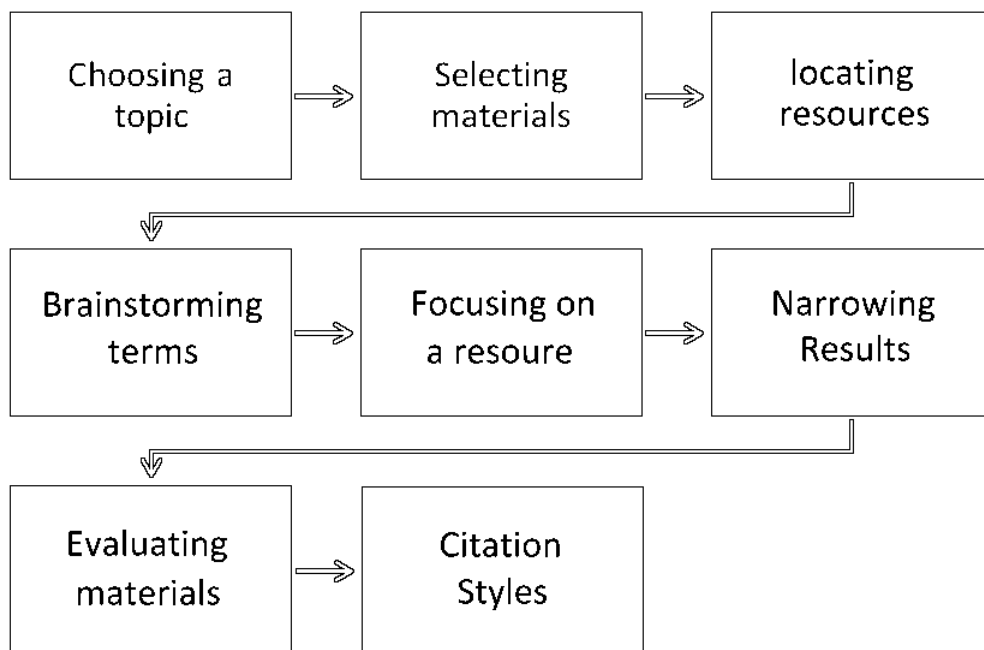 Choosing a
topic
Selecting
materials
locating
resources
Brainstorming
terms
Focusing on
a resoure
Narrowing
Results
Evaluating
materials
Citation
Styles